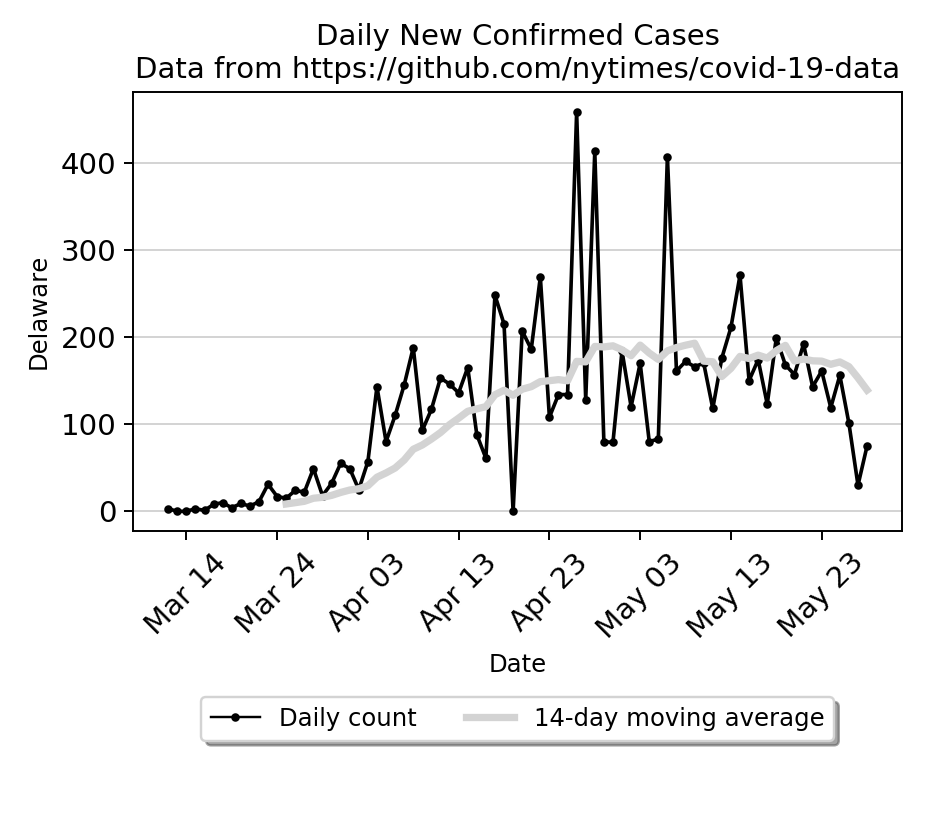 Daily New Confirmed Cases
Data from https://github.com/nytimes/covid-19-data
Delaware
400
300
200
100
0
Mar 14
Mar 24
Apr 03
Apr 13
Apr 23
May 03
May 13
May 23
Date
Daily count
14-day moving average